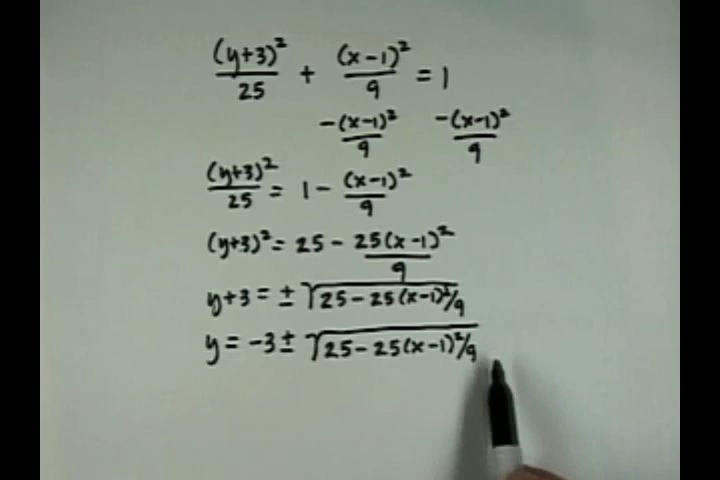 (y+3)²/25 + (x-1)²/9 = 1
-(x-1)²/9 -(x-1)²/9
(y+3)²/25 = 1 - (x-1)²/9
(y+3)² = 25 - 25(x-1)²/9
y+3 = ± √25-25(x-1)²/9
y = -3 ± √25-25(x-1)²/9